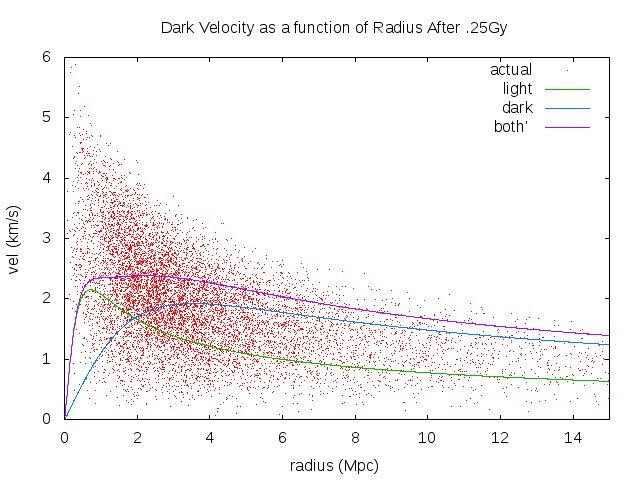 Dark Velocity as a function of Radius After .25Gy
6
5
4
3
2
1
0
vel (km/s)
actual
light
dark
both'
0 2 4 6 8 10 12 14
radius (Mpc)